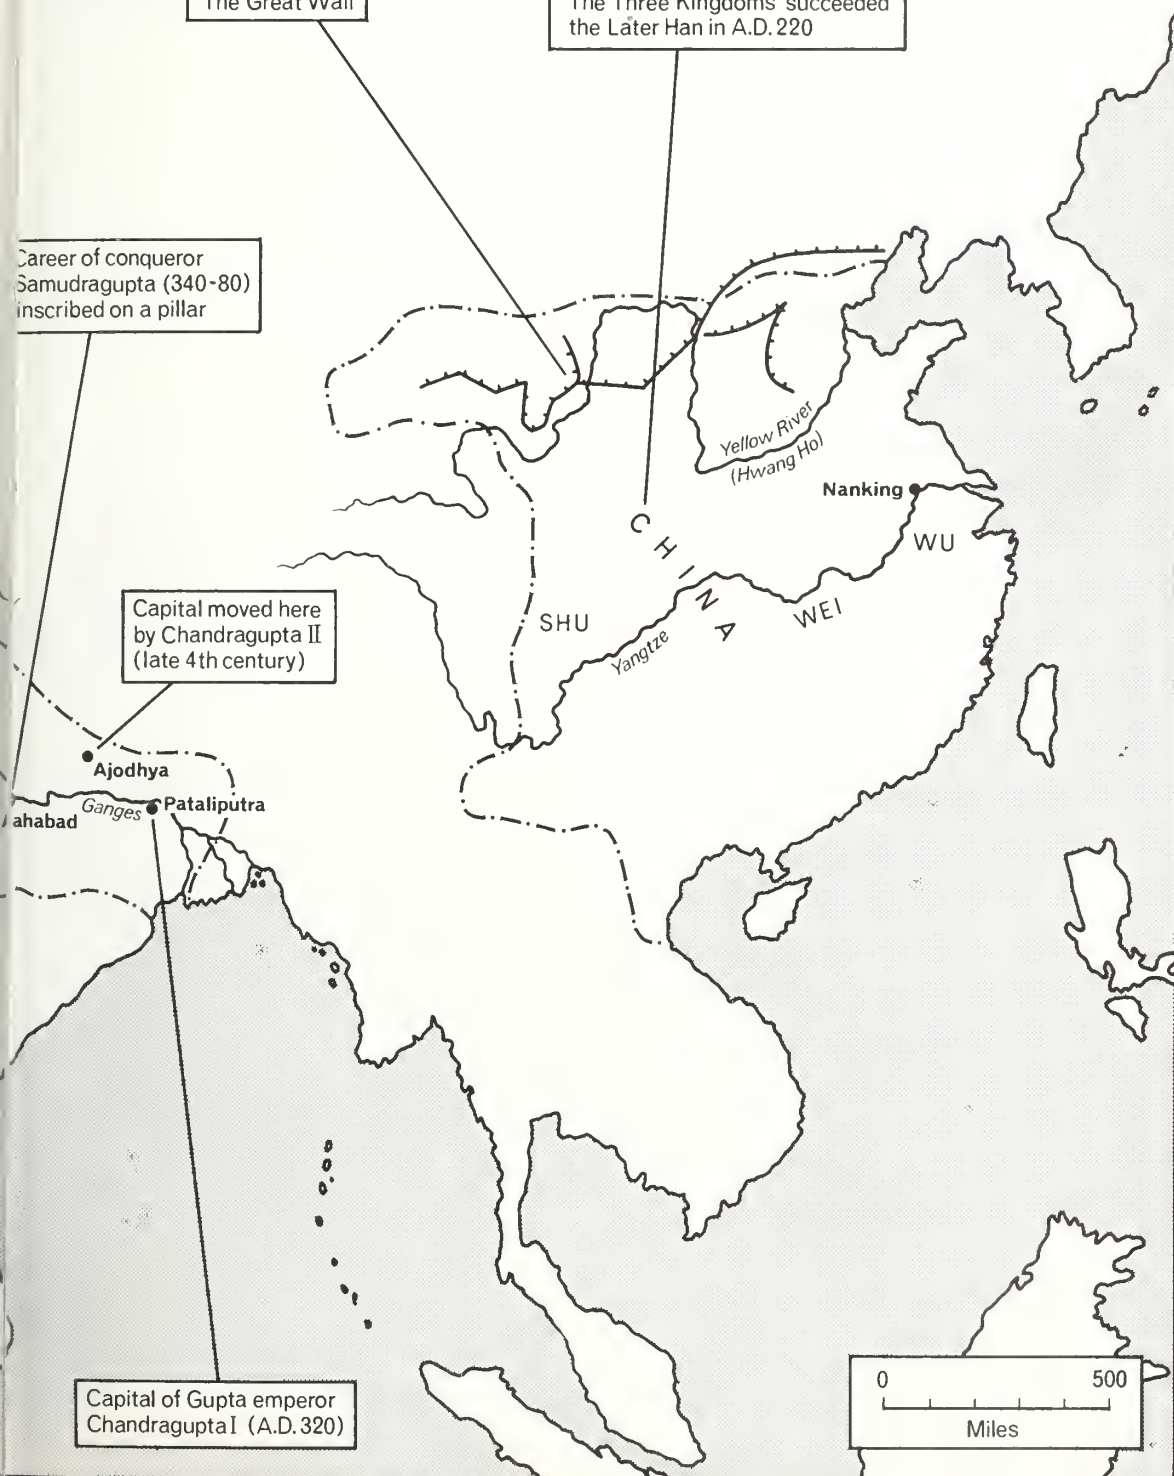 The Great Wall
The Three Kingdoms succeeded
the Later Han in A.D. 220
Career of conqueror
Samudragupta (340-80)
inscribed on a pillar
Yellow River
(Hwang Ho)
Nanking
WU
CHINA
Capital moved here
by Chandragupta II
(late 4th century)
SHU
Yangtze
WEI
Ajodhya
Ganges
Pataliputra
ahabad
Capital of Gupta emperor
Chandragupta I (A.D. 320)
0 500
Miles